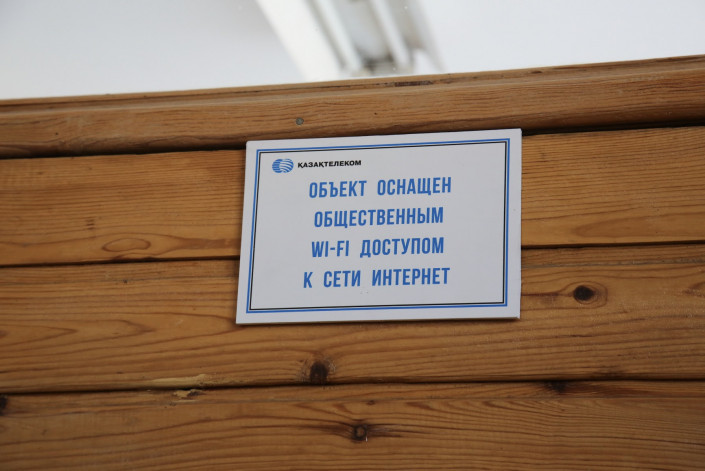 ҚАЗАҚТЕЛЕКОМ
ОБЪЕКТ ОСНАЩЕН
ОБЩЕСТВЕННЫМ
WI-FI ДОСТУПОМ
К СЕТИ ИНТЕРНЕТ